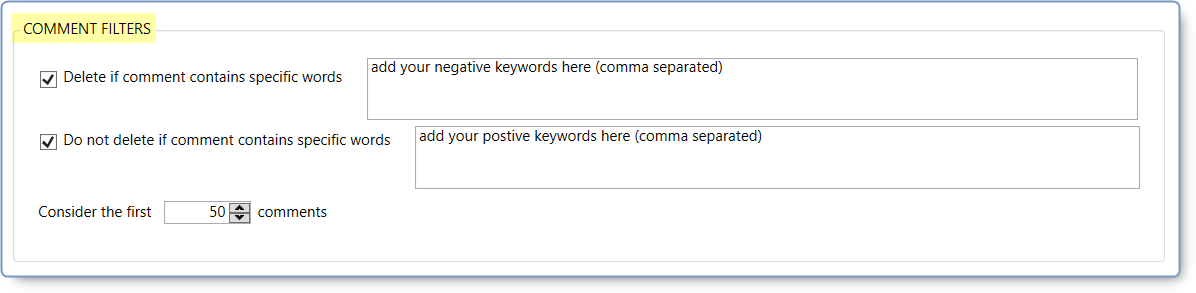 COMMENT FILTERS
Delete if comment contains specific words
add your negative keywords here (comma separated)
Do not delete if comment contains specific words
add your postive keywords here (comma separated)
Consider the first 50 comments